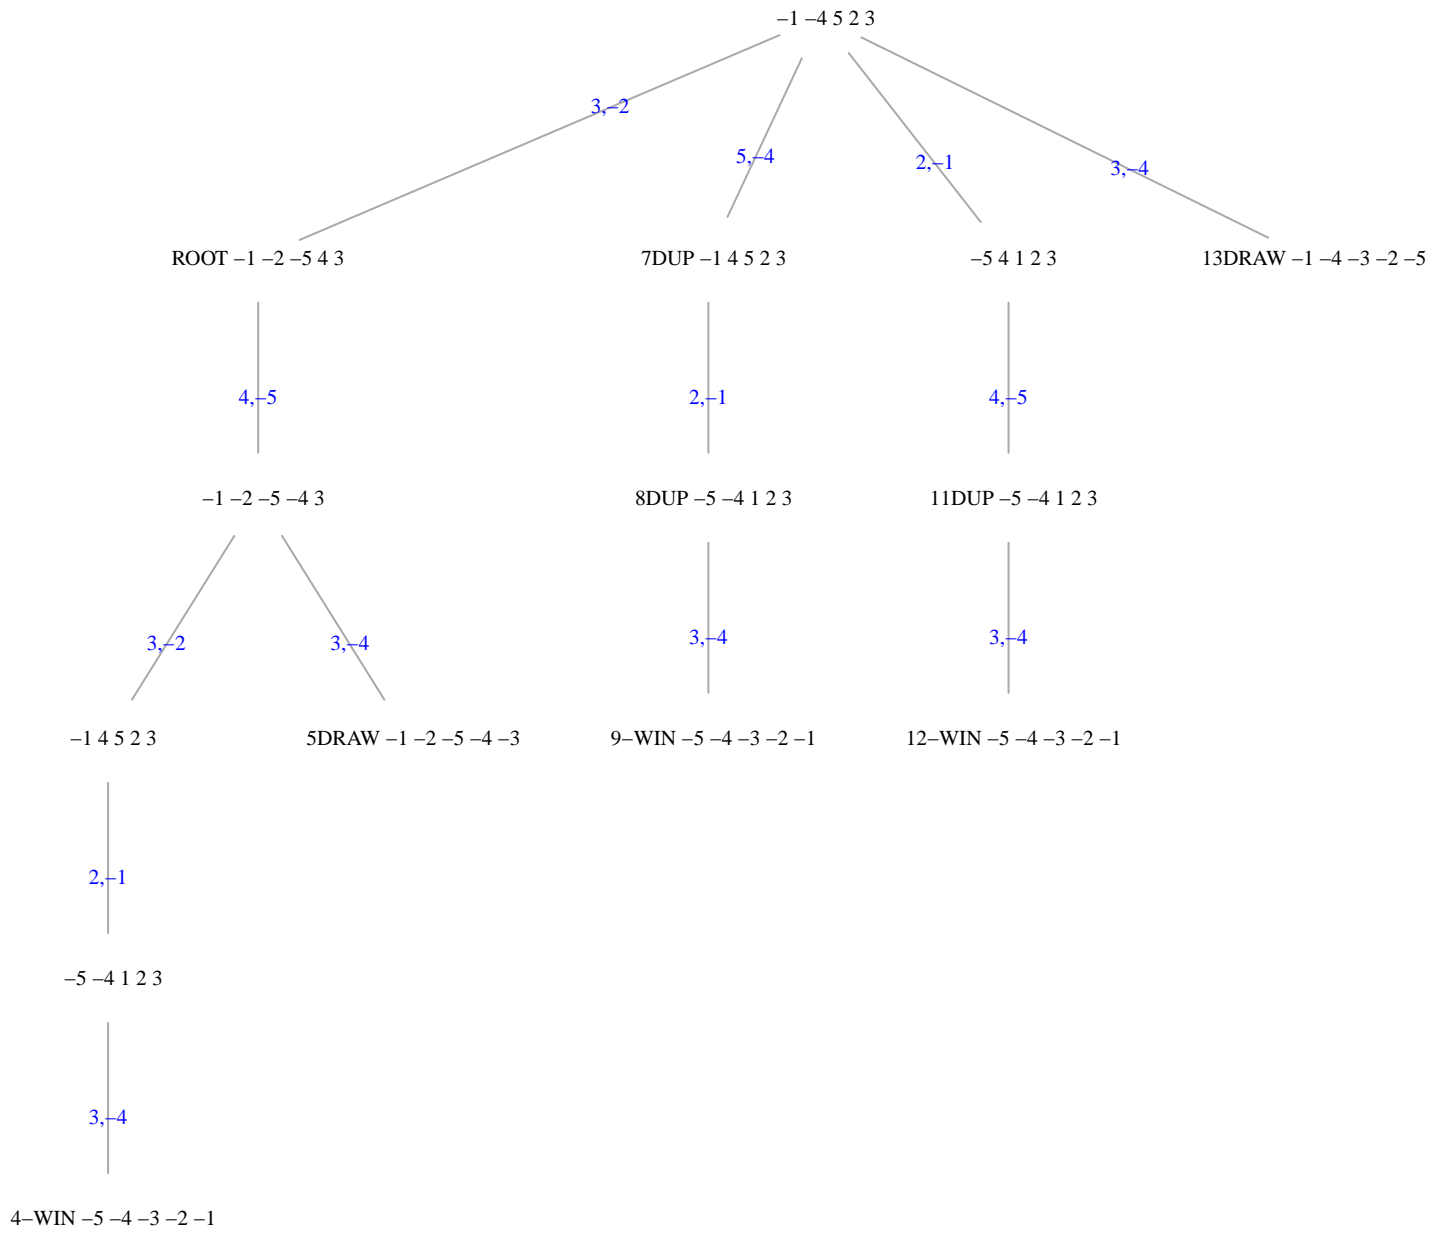 –1 –4 5 2 3
3,–2
5,–4
2,–1
3,–4
ROOT –1 –2 –5 4 3
7DUP –1 4 5 2 3
–5 4 1 2 3
13DRAW –1 –4 –3 –2 –5
4,–5
2,–1
4,–5
–1 –2 –5 –4 3
8DUP –5 –4 1 2 3
11DUP –5 –4 1 2 3
3,–2
3,–4
3,–4
3,–4
–1 4 5 2 3
5DRAW –1 –2 –5 –4 –3
9–WIN –5 –4 –3 –2 –1
12–WIN –5 –4 –3 –2 –1
2,–1
–5 –4 1 2 3
3,–4
4–WIN –5 –4 –3 –2 –1